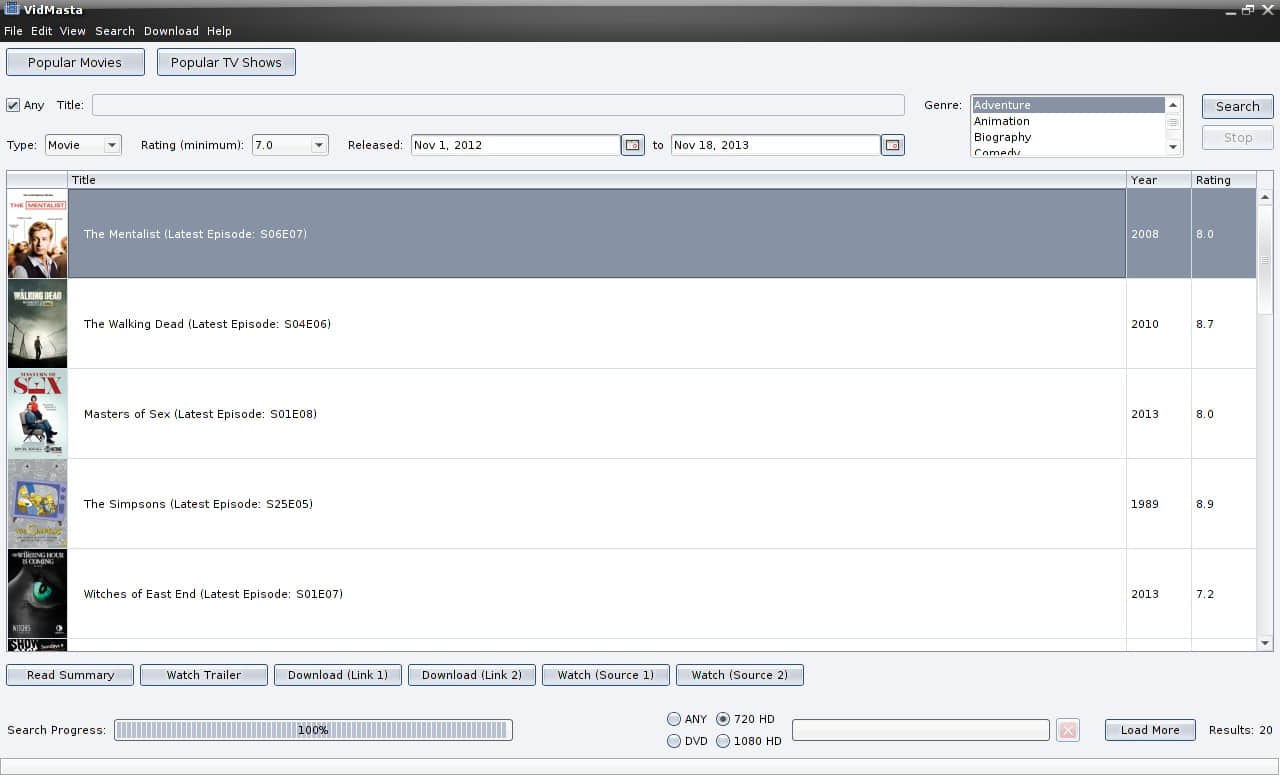 VidMasta
File Edit View Search Download Help
Popular Movies Popular TV Shows
Any Title: Genre: Adventure Search
Animation
Biography
Comedy
Stop
Type: Movie Rating (minimum): 7.0 Released: Nov 1, 2012 to Nov 18, 2013
Title Year Rating
THE MENTALIST
The Mentalist (Latest Episode: S06E07) 2008 8.0
WALKING DEAD
The Walking Dead (Latest Episode: S04E06) 2010 8.7
MASTERS OF
SEX
Masters of Sex (Latest Episode: S01E08) 2013 8.0
The Simpsons (Latest Episode: S25E05) 1989 8.9
THE WITCHING HOUR
IS COMING
WITCHES
Witches of East End (Latest Episode: S01E07) 2013 7.2
Read Summary Watch Trailer Download (Link 1) Download (Link 2) Watch (Source 1) Watch (Source 2)
Search Progress: 100% ANY 720 HD Load More Results: 20
DVD 1080 HD